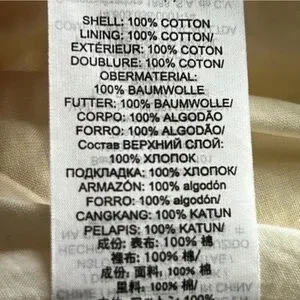 SHELL: 100% COTTON
LINING: 100% COTTON/
EXTÉRIEUR: 100% COTON
DOUBLURE: 100% COTON/
OBERMATERIAL:
100% BAUMWOLLE
FUTTER: 100% BAUMWOLLE/
CORPO: 100% ALGODÃO
FORRO: 100% ALGODÃO/
Состав ВЕРХНИЙ СЛОЙ:
100% ХЛОПОК
ПОДКЛАДКА: 100% ХЛОПОК/
ARMAZÓN: 100% algodón
FORRO: 100% algodón/
CANGKANG: 100% KATUN
PELAPIS: 100% KATUN/
成份: 表布: 100% 棉
裡布: 100% 棉/
成份: 面料: 100% 棉
里料: 100% 棉/